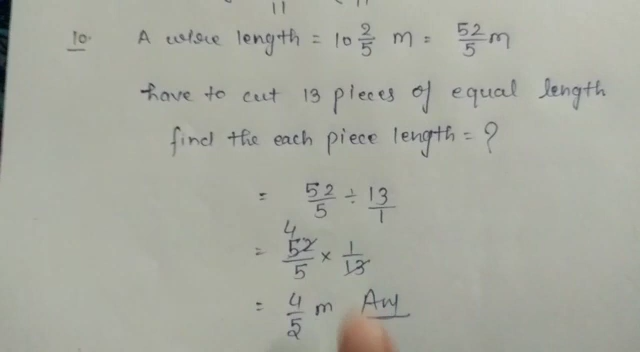 10. A wire length = 10 2/5 m = 52/5 m
have to cut 13 pieces of equal length
find the each piece length = ?
= 52/5 ÷ 13/1
4
= 52/5 × 1/13
= 4/5 m Ans